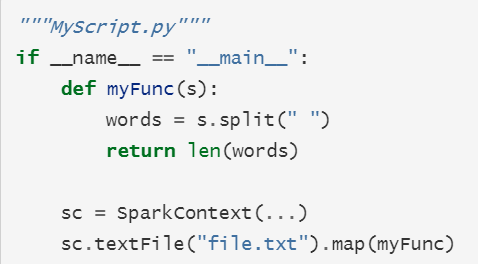 """MyScript.py"""
if __name__ == "__main__":
    def myFunc(s):
        words = s.split(" ")
        return len(words)

    sc = SparkContext(...)
    sc.textFile("file.txt").map(myFunc)